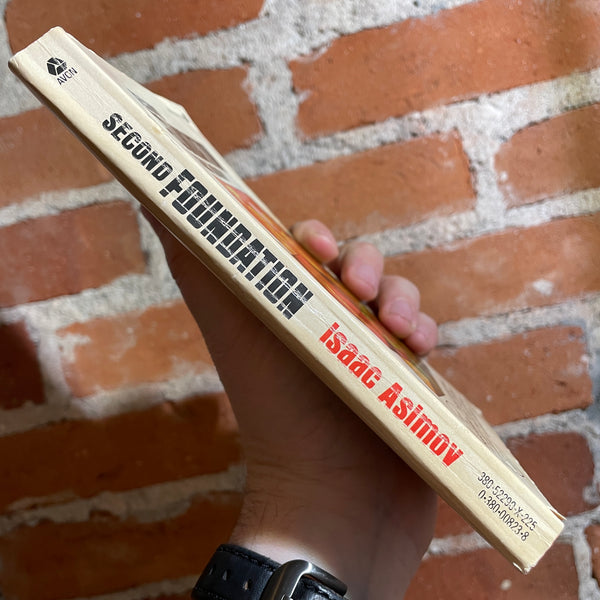 AVON
SECOND FOUNDATION
isaac Asimov
380-52290-X-225
0-380-00823-8